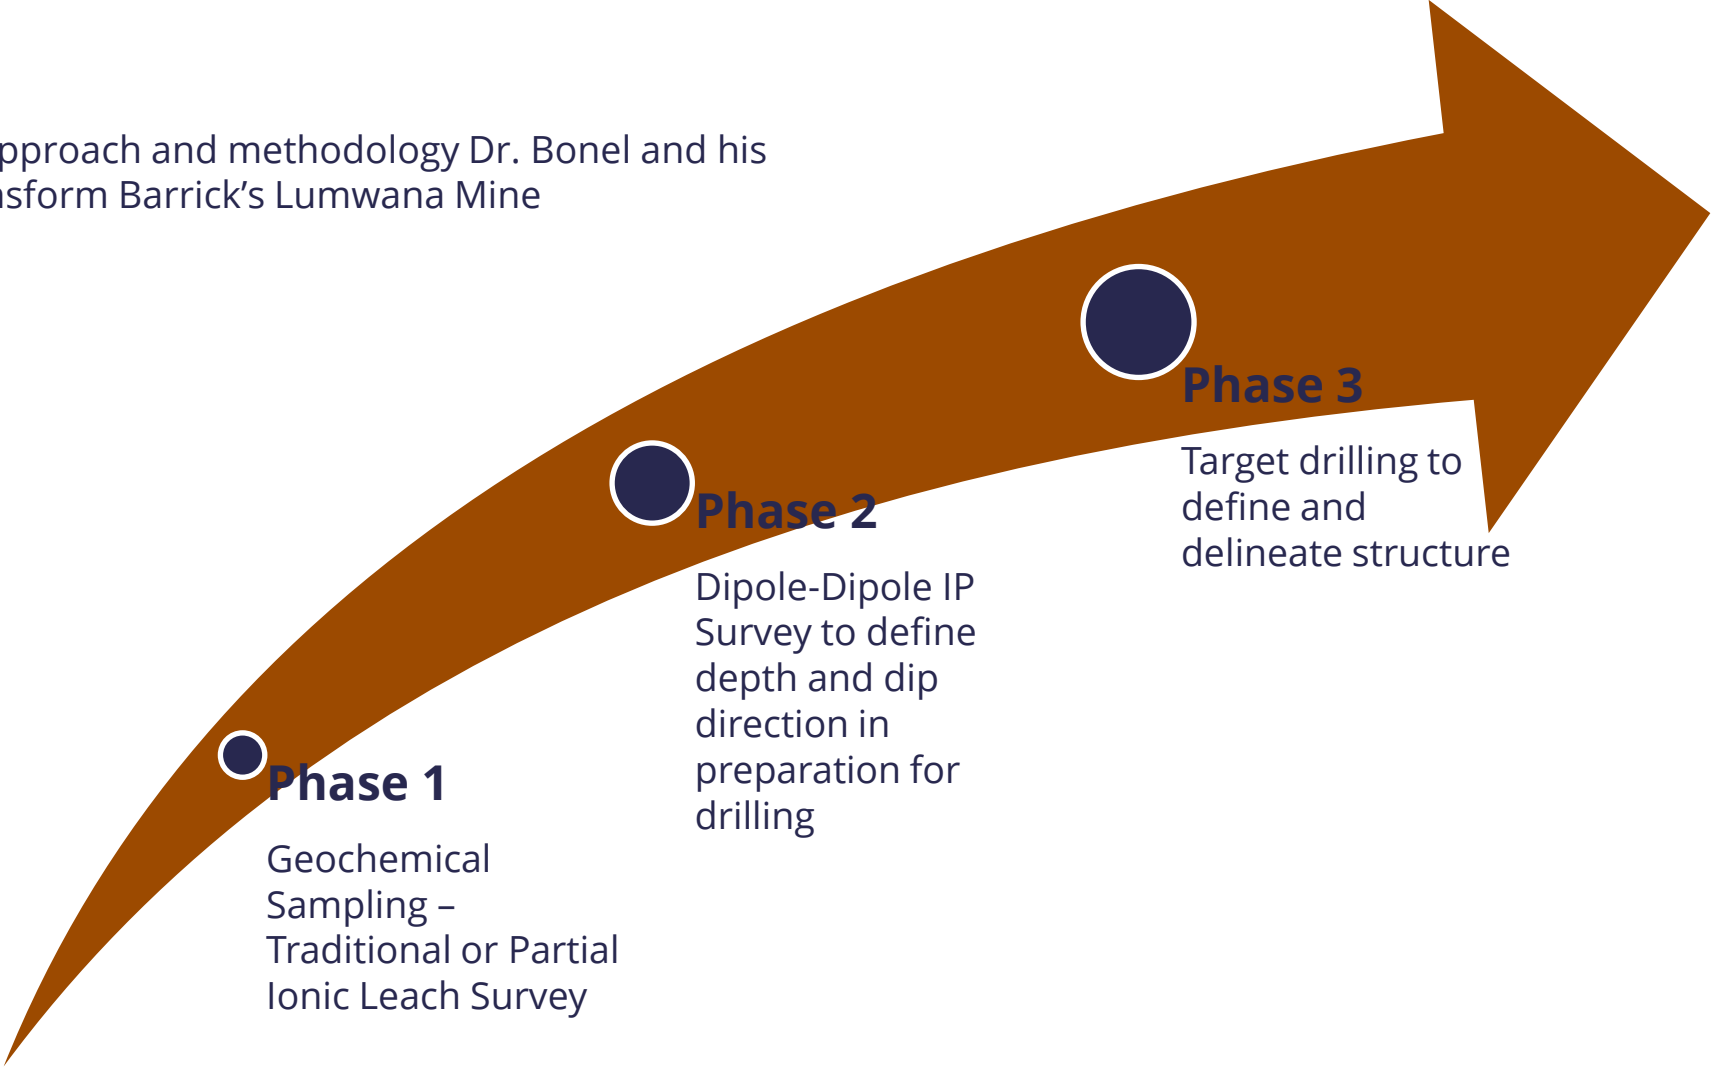 pproach and methodology Dr. Bonel and his
nsform Barrick’s Lumwana Mine
Phase 1
Geochemical
Sampling –
Traditional or Partial
Ionic Leach Survey
Phase 2
Dipole-Dipole IP
Survey to define
depth and dip
direction in
preparation for
drilling
Phase 3
Target drilling to
define and
delineate structure